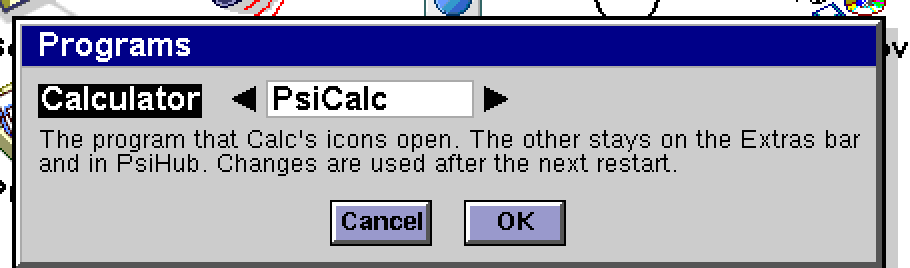 Programs
Calculator PsiCalc
The program that Calc's icons open. The other stays on the Extras bar
and in PsiHub. Changes are used after the next restart.
Cancel OK